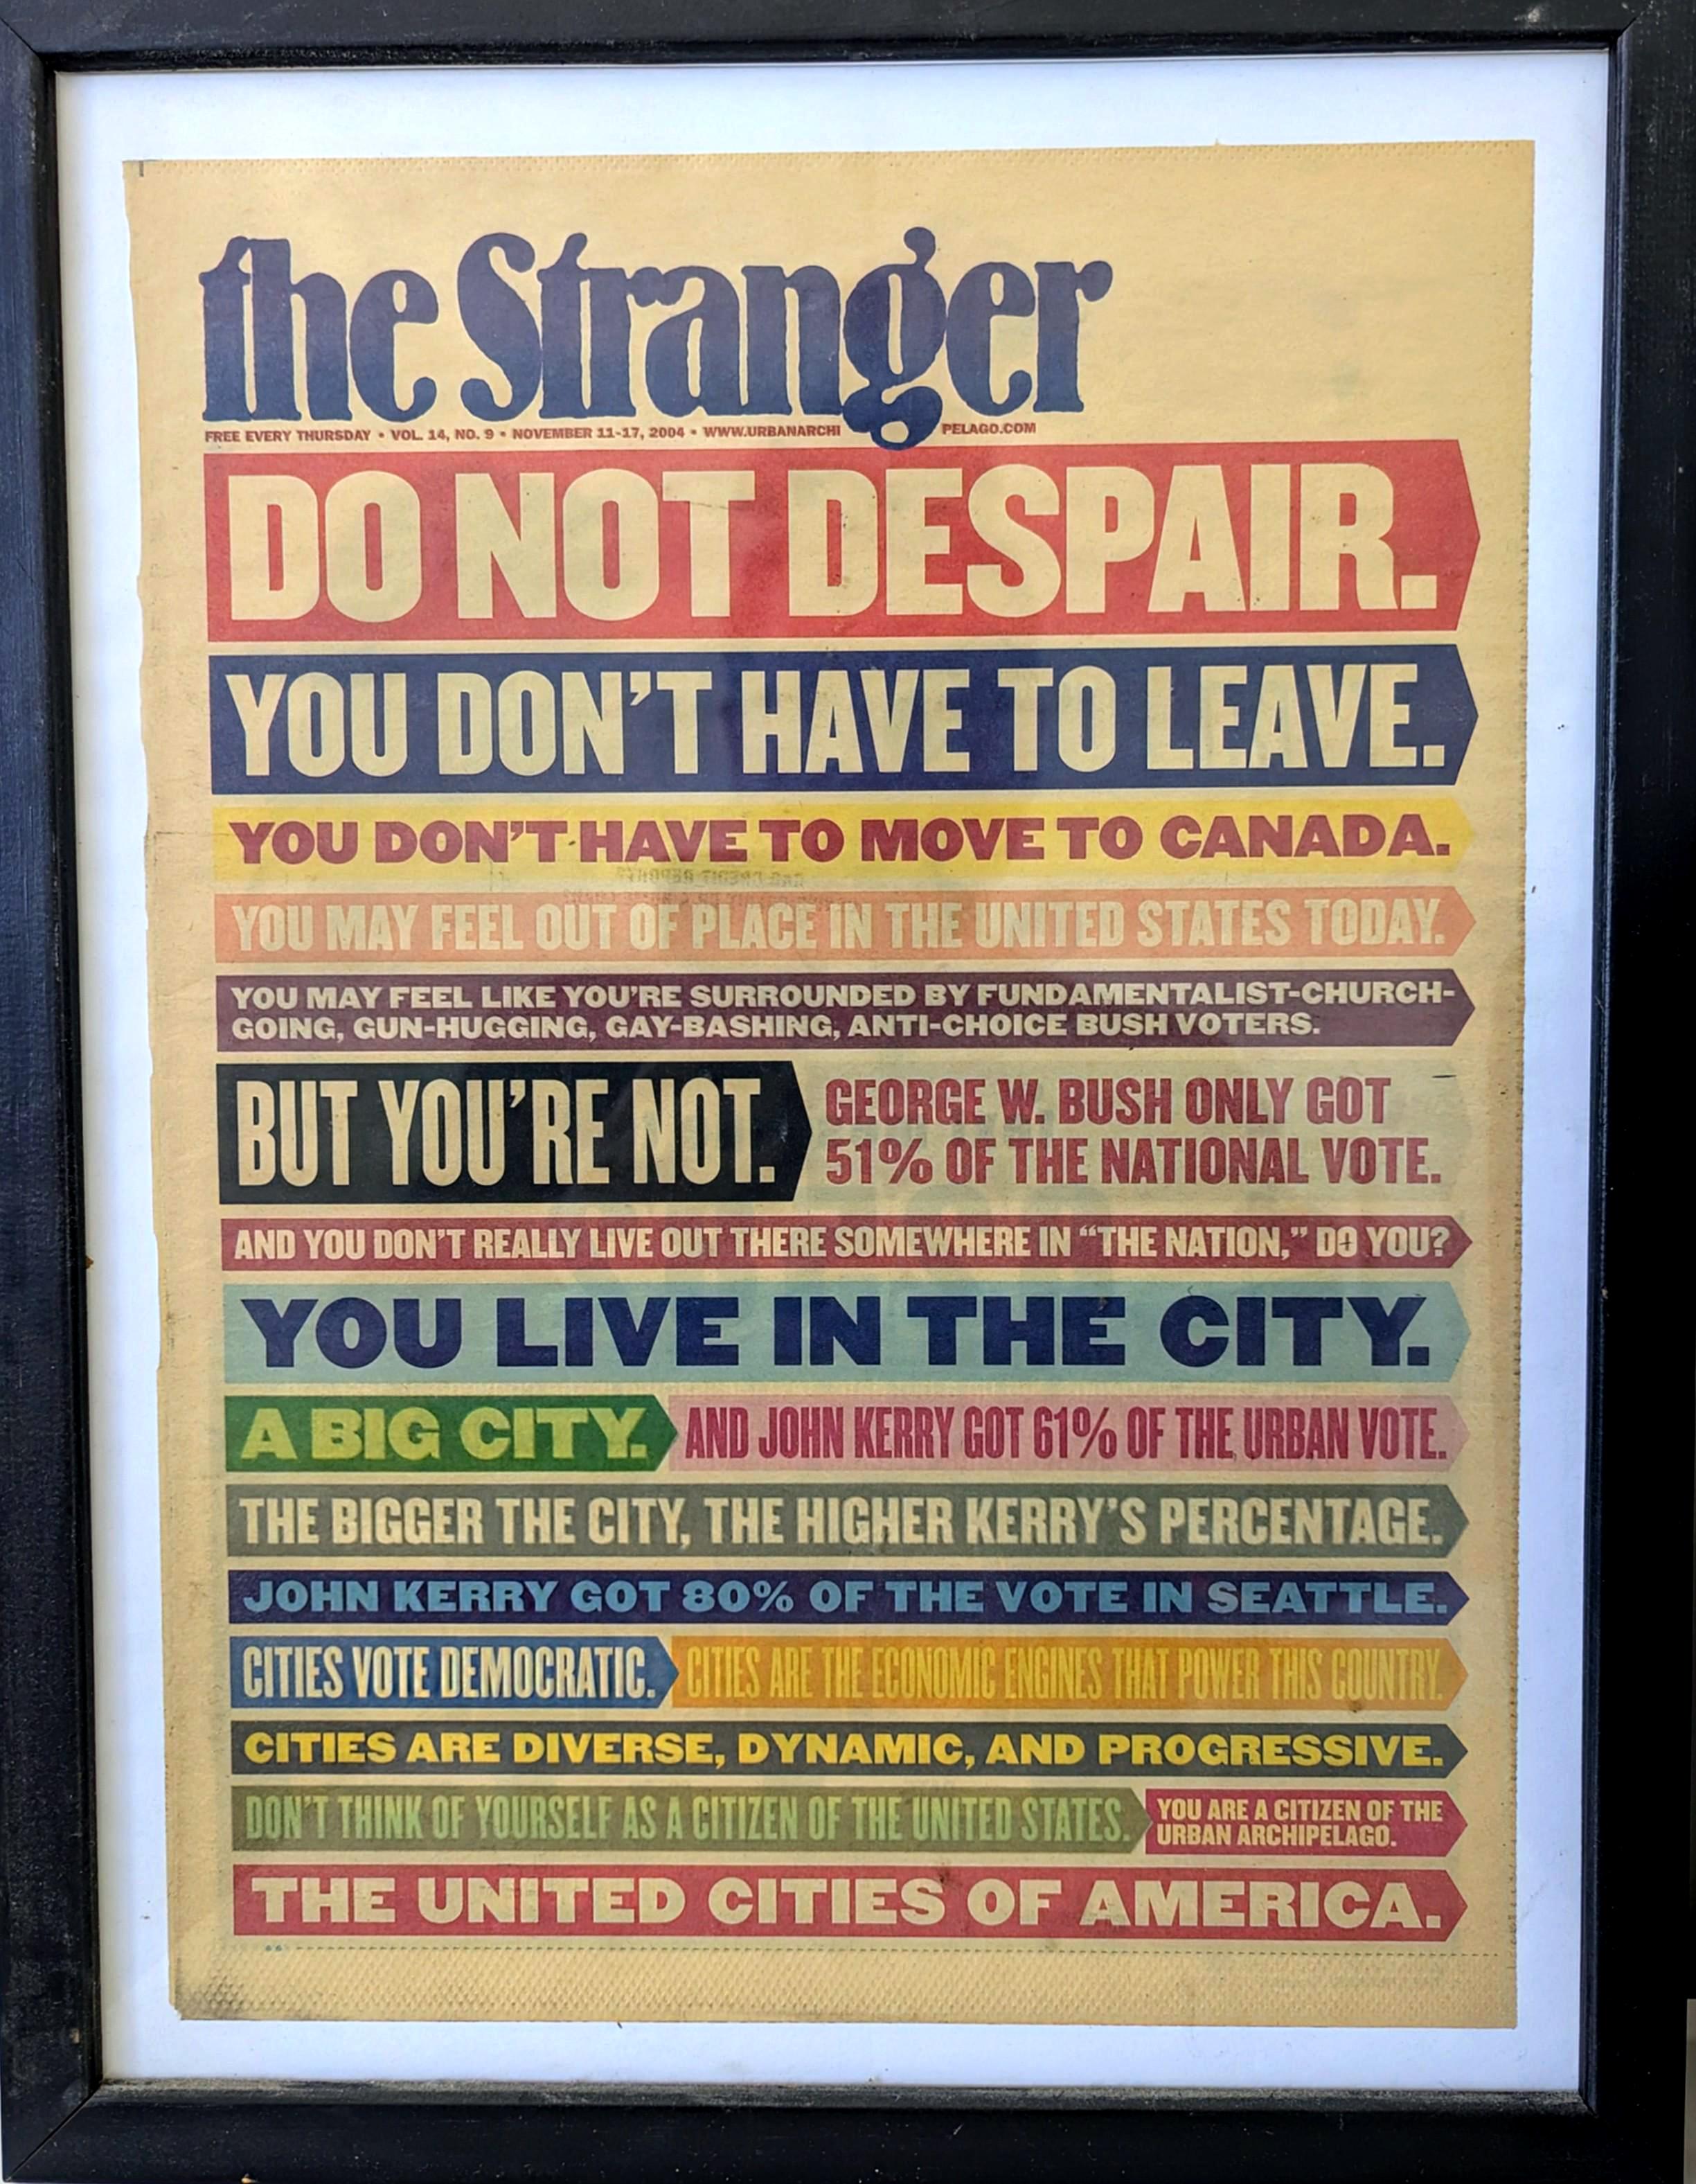 the Stranger
FREE EVERY THURSDAY • VOL. 14, NO. 9 • NOVEMBER 11-17, 2004 • WWW.URBANARCHIPELAGO.COM
DO NOT DESPAIR.
YOU DON'T HAVE TO LEAVE.
YOU DON'T HAVE TO MOVE TO CANADA.
YOU MAY FEEL OUT OF PLACE IN THE UNITED STATES TODAY.
YOU MAY FEEL LIKE YOU'RE SURROUNDED BY FUNDAMENTALIST-CHURCH-
GOING, GUN-HUGGING, GAY-BASHING, ANTI-CHOICE BUSH VOTERS.
BUT YOU'RE NOT.
GEORGE W. BUSH ONLY GOT
51% OF THE NATIONAL VOTE.
AND YOU DON'T REALLY LIVE OUT THERE SOMEWHERE IN "THE NATION," DO YOU?
YOU LIVE IN THE CITY.
A BIG CITY.
AND JOHN KERRY GOT 61% OF THE URBAN VOTE.
THE BIGGER THE CITY, THE HIGHER KERRY'S PERCENTAGE.
JOHN KERRY GOT 80% OF THE VOTE IN SEATTLE.
CITIES VOTE DEMOCRATIC.
CITIES ARE THE ECONOMIC ENGINES THAT POWER THIS COUNTRY.
CITIES ARE DIVERSE, DYNAMIC, AND PROGRESSIVE.
DON'T THINK OF YOURSELF AS A CITIZEN OF THE UNITED STATES.
YOU ARE A CITIZEN OF THE
URBAN ARCHIPELAGO.
THE UNITED CITIES OF AMERICA.